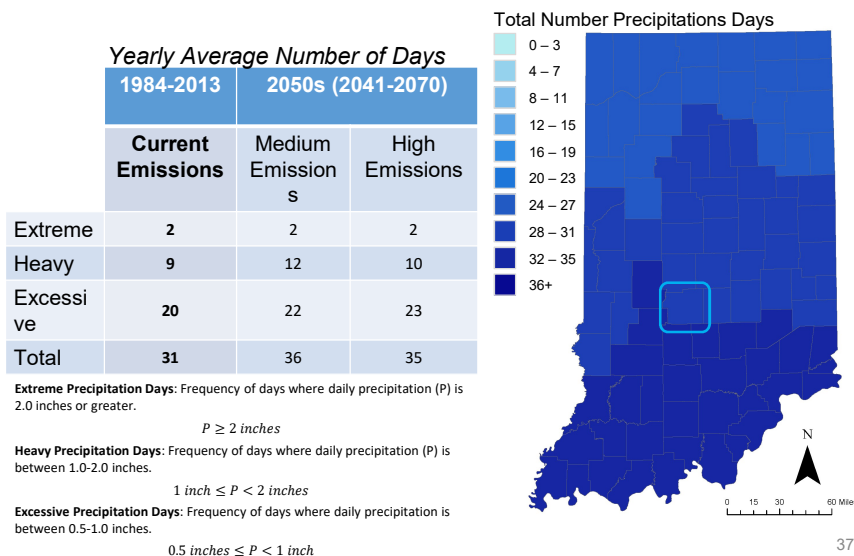 Yearly Average Number of Days
1984-2013 2050s (2041-2070)
Current
Emissions
Medium
Emission
s
High
Emissions
Extreme 2 2 2
Heavy 9 12 10
Excessi
ve
20 22 23
Total 31 36 35
Extreme Precipitation Days: Frequency of days where daily precipitation (P) is
2.0 inches or greater.
P ≥ 2 inches
Heavy Precipitation Days: Frequency of days where daily precipitation (P) is
between 1.0-2.0 inches.
1 inch ≤ P < 2 inches
Excessive Precipitation Days: Frequency of days where daily precipitation is
between 0.5-1.0 inches.
0.5 inches ≤ P < 1 inch
Total Number Precipitations Days
0 – 3
4 – 7
8 – 11
12 – 15
16 – 19
20 – 23
24 – 27
28 – 31
32 – 35
36+
N
0 15 30 60 Mile
37